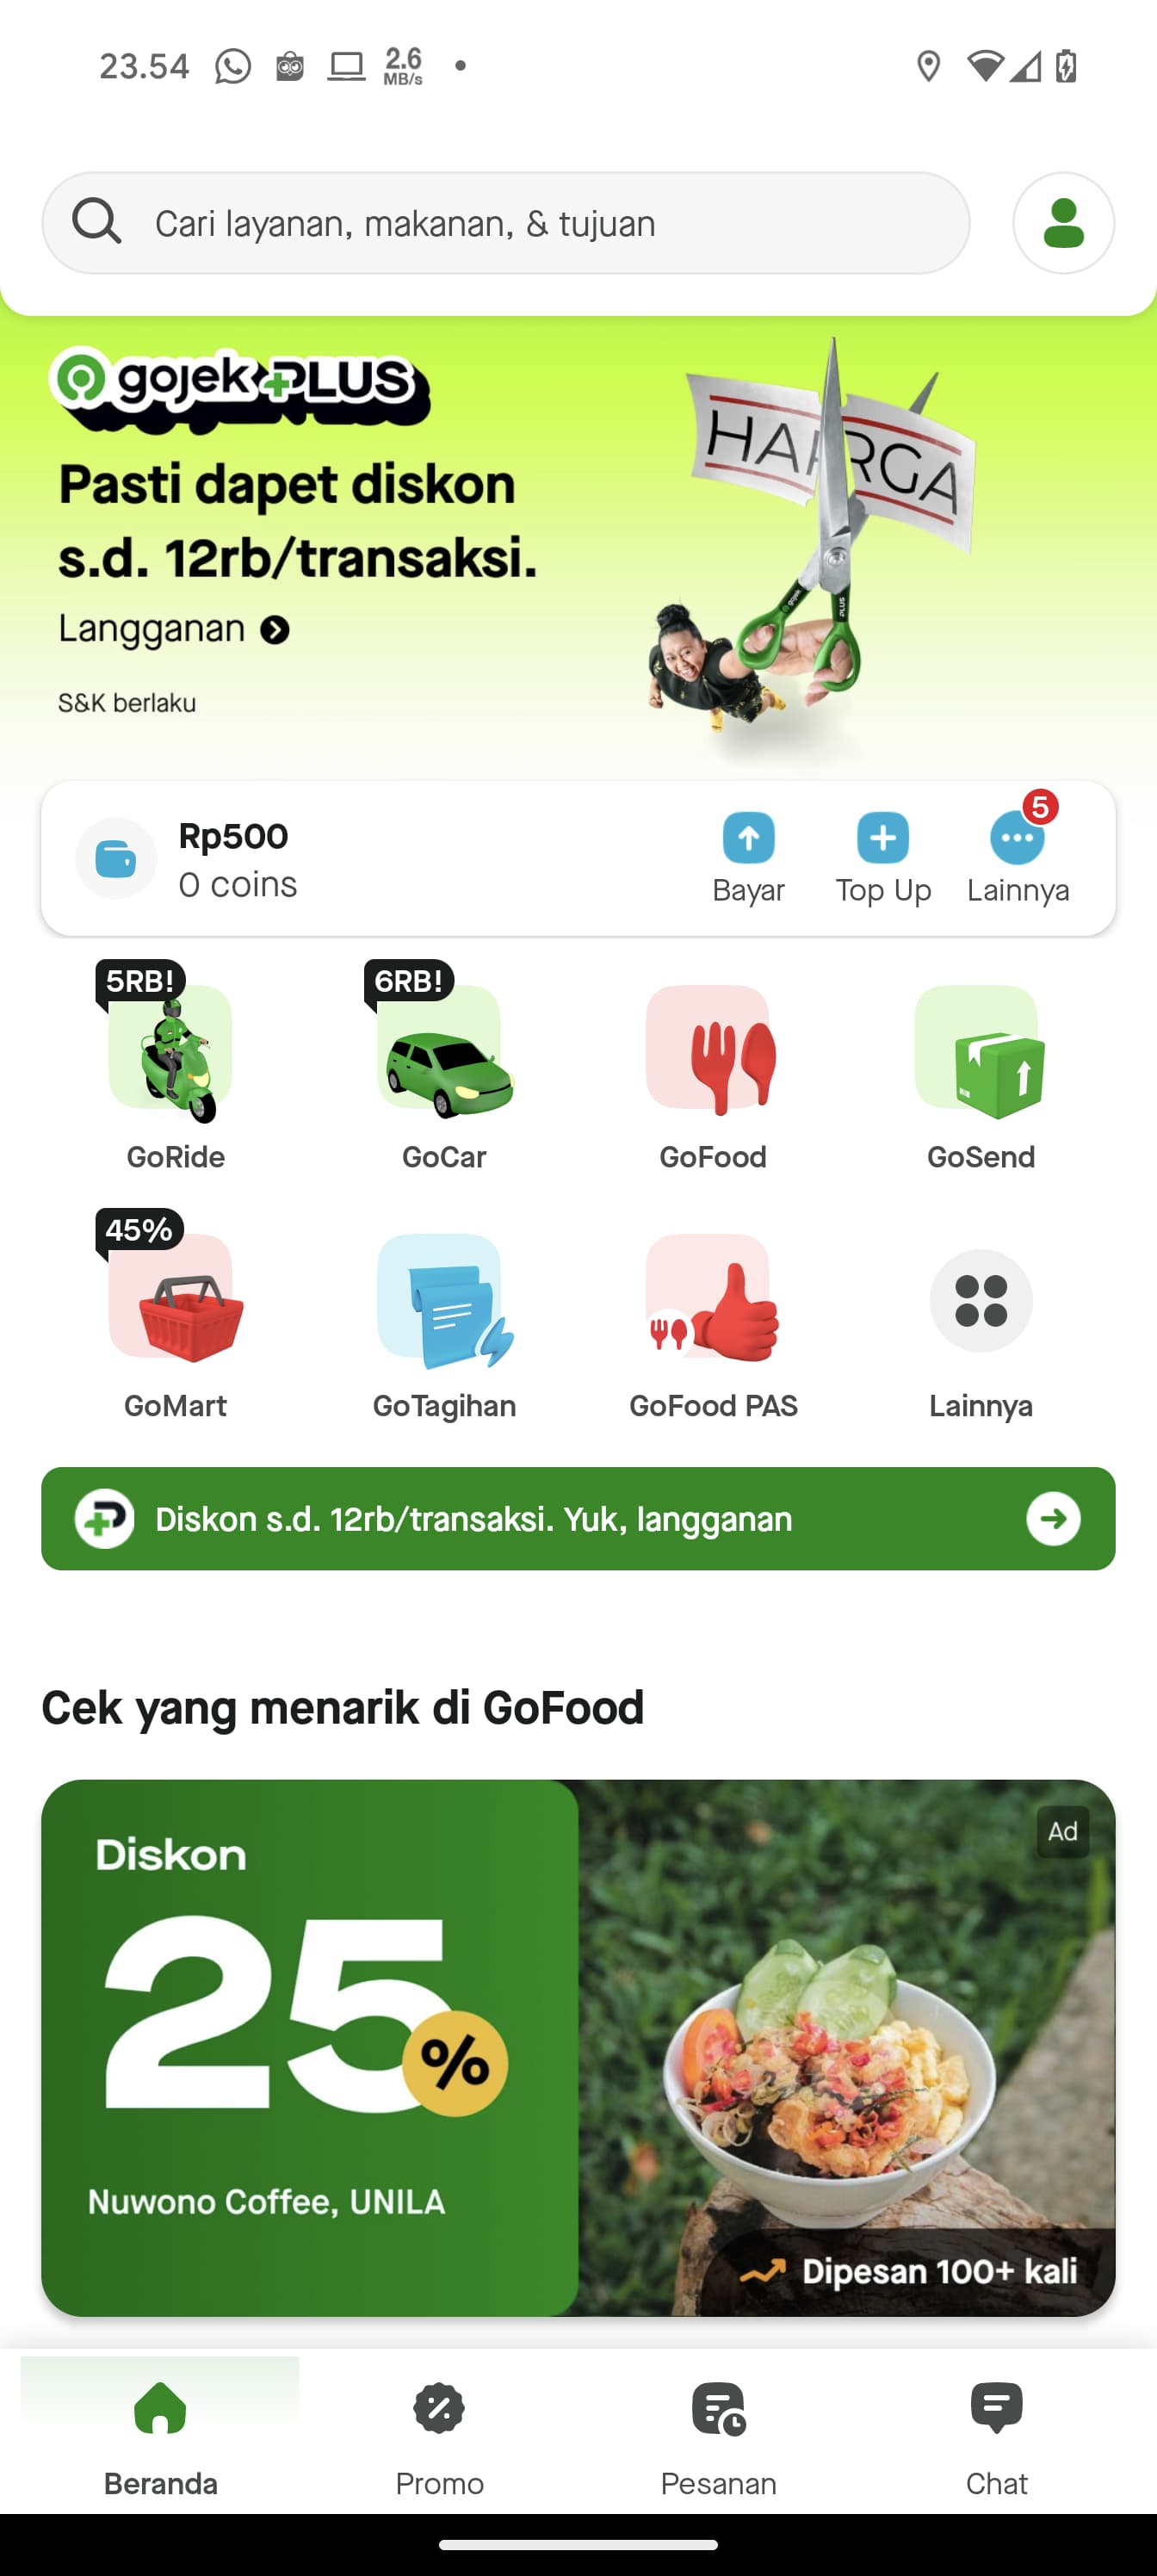 23.54
2.6
MB/s
Cari layanan, makanan, & tujuan
gojek PLUS
HARGA
Pasti dapet diskon
s.d. 12rb/transaksi.
Langganan
gojek
PLUS
S&K berlaku
Rp500
0 coins
Bayar
Top Up
5
Lainnya
5RB!
6RB!
GoRide
GoCar
GoFood
GoSend
45%
GoMart
GoTagihan
GoFood PAS
Lainnya
Diskon s.d. 12rb/transaksi. Yuk, langganan
Cek yang menarik di GoFood
Ad
Diskon
25%
Nuwono Coffee, UNILA
Dipesan 100+ kali
Beranda
Promo
Pesanan
Chat